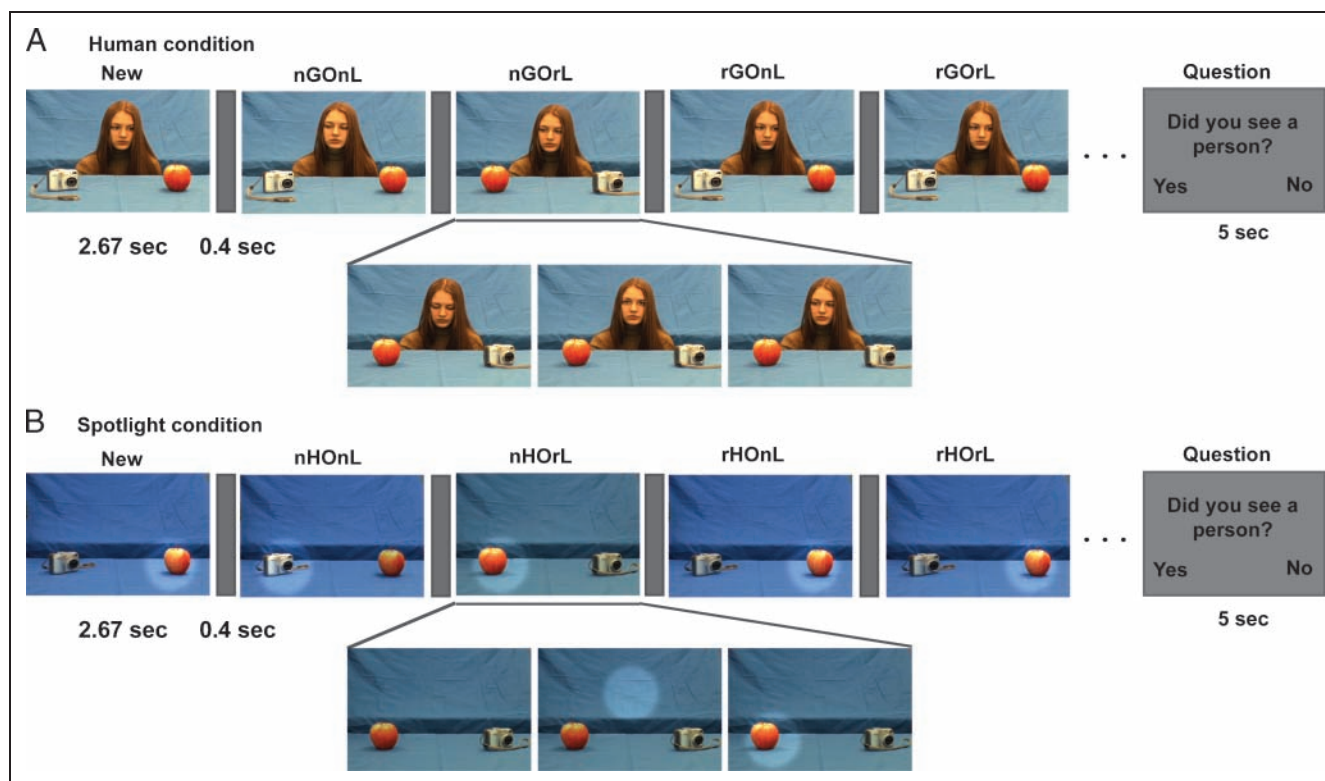 A Human condition
New nGOnL nGOrL rGOnL rGOrL Question
Did you see a
person?
. . .
Yes No
2.67 sec 0.4 sec 5 sec
B Spotlight condition
New nHOnL nHOrL rHOnL rHOrL Question
Did you see a
person?
. . .
Yes No
2.67 sec 0.4 sec 5 sec